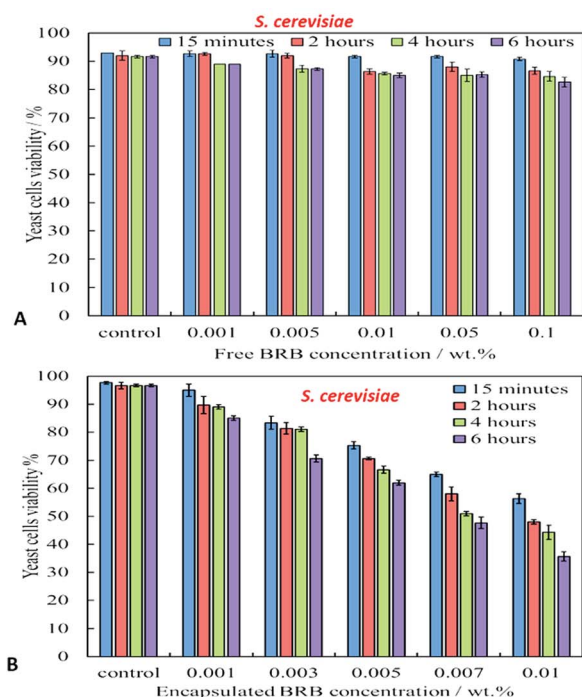 S. cerevisiae
100
15 minutes 2 hours 4 hours 6 hours
90
80
70
60
50
40
30
20
10
0
Yeast cells viability / %
control 0.001 0.005 0.01 0.05 0.1
A
Free BRB concentration / wt.%
100
90
80
70
60
50
40
30
20
10
0
Yeast cells viability%
S. cerevisiae
15 minutes
2 hours
4 hours
6 hours
control 0.001 0.003 0.005 0.007 0.01
B
Encapsulated BRB concentration / wt.%